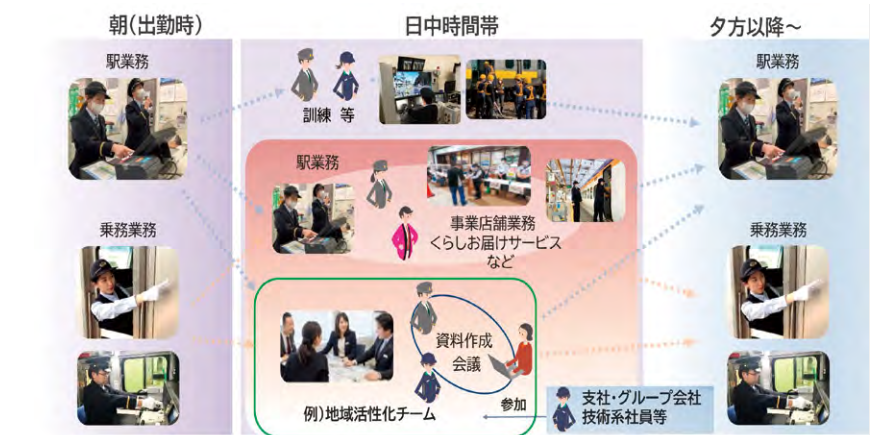 朝(出勤時)
日中時間帯
夕方以降～
駅業務
乗務業務
訓練 等
駅業務
事業店舗業務
くらしお届けサービス
など
資料作成
会議
例)地域活性化チーム
参加
支社・グループ会社
技術系社員等
駅業務
乗務業務